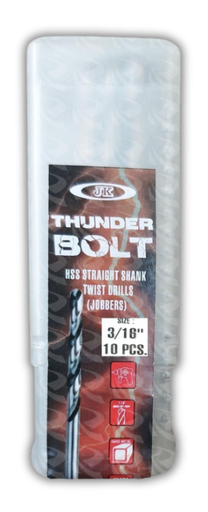 JK
THUNDER
BOLT
HSS STRAIGHT SHANK
TWIST DRILLS
(JOBBERS)
SIZE :
3/16"
10 PCS.